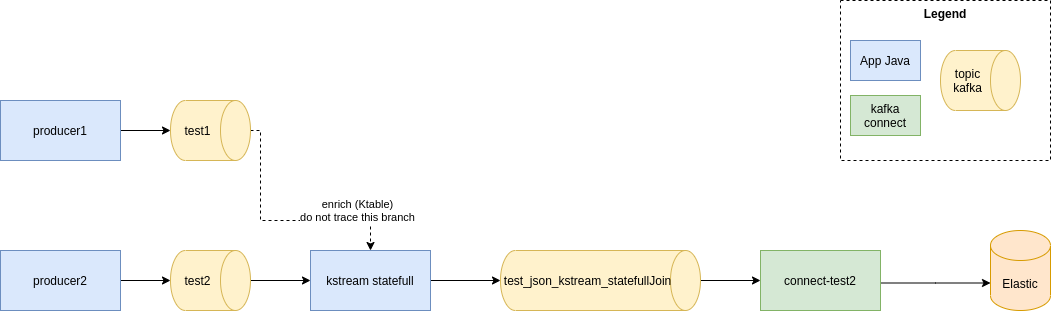 Legend
App Java
topic
kafka
kafka
connect
producer1
test1
enrich (Ktable)
do not trace this branch
producer2
test2
kstream statefull
test_json_kstream_statefullJoin
connect-test2
Elastic